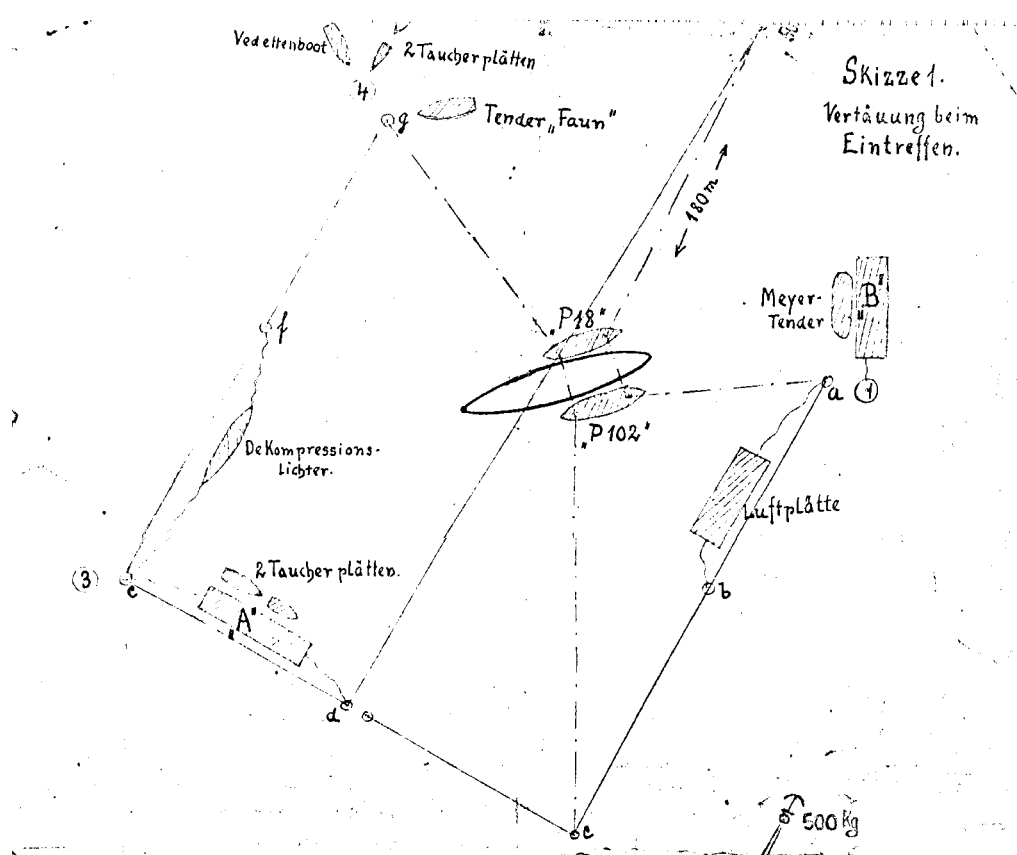 Vedettenboot
2 Taucherplätten
4
g
Tender „Faun"
Skizze 1.
Vertäuung beim
Eintreffen.
180 m
Meyer-
Tender
„B"
a
1
„P 18"
„P 102"
f
DeKompressions-
Lichter.
Luftplätte
b
3
e
2 Taucherplätten.
„A"
d
c
500 Kg